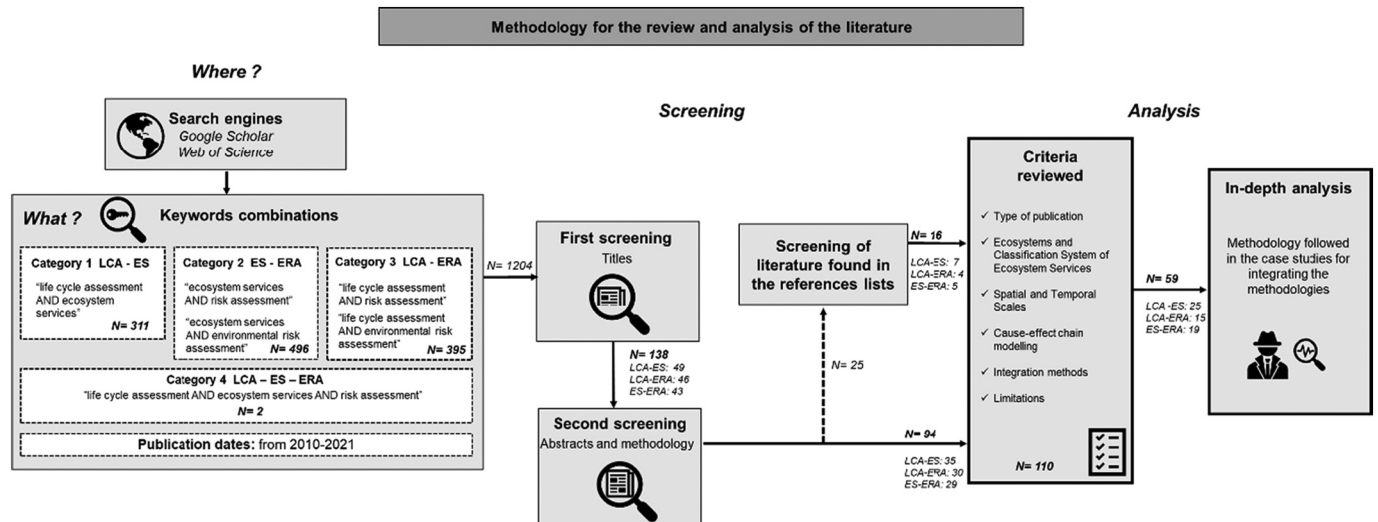 Methodology for the review and analysis of the literature
Where ?
Search engines
Google Scholar
Web of Science
What ?
Keywords combinations
Category 1 LCA - ES
“life cycle assessment
AND ecosystem
services”
N= 311
Category 2 ES - ERA
“ecosystem services
AND risk assessment”
“ecosystem services
AND environmental risk
assessment”
N= 496
Category 3 LCA - ERA
“life cycle assessment
AND risk assessment”
“life cycle assessment
AND environmental risk
assessment”
N= 395
Category 4 LCA – ES – ERA
“life cycle assessment AND ecosystem services AND risk assessment”
N= 2
Publication dates: from 2010-2021
N= 1204
Screening
First screening
Titles
N= 138
LCA-ES: 49
LCA-ERA: 46
ES-ERA: 43
Second screening
Abstracts and methodology
N= 25
Screening of
literature found in
the references lists
N= 16
LCA-ES: 7
LCA-ERA: 4
ES-ERA: 5
N= 94
LCA-ES: 35
LCA-ERA: 30
ES-ERA: 29
Analysis
Criteria
reviewed
✓ Type of publication
✓ Ecosystems and
Classification System of
Ecosystem Services
✓ Spatial and Temporal
Scales
✓ Cause-effect chain
modelling
✓ Integration methods
✓ Limitations
N= 110
N= 59
LCA -ES: 25
LCA-ERA: 15
ES-ERA: 19
In-depth analysis
Methodology followed
in the case studies for
integrating the
methodologies